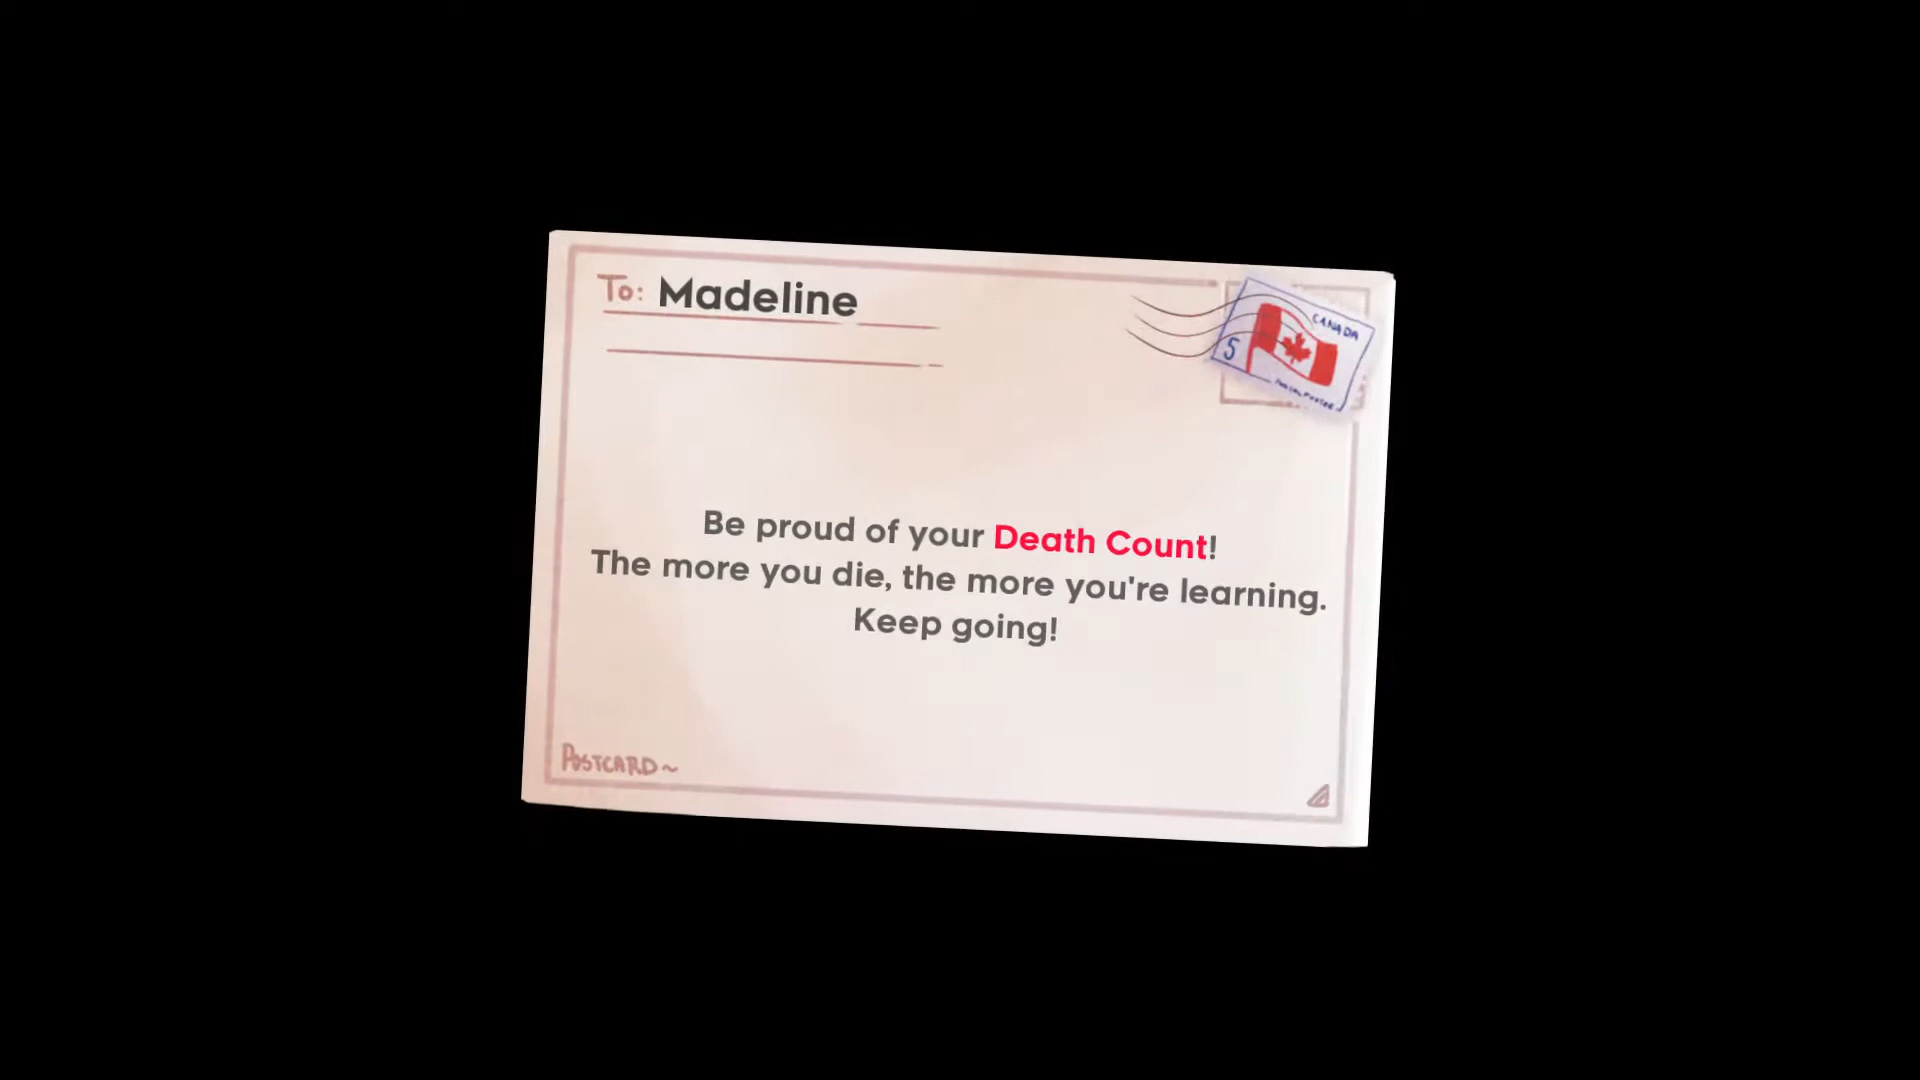 To: Madeline
CANADA
5
Be proud of your Death Count!
The more you die, the more you're learning.
Keep going!
POSTCARD~